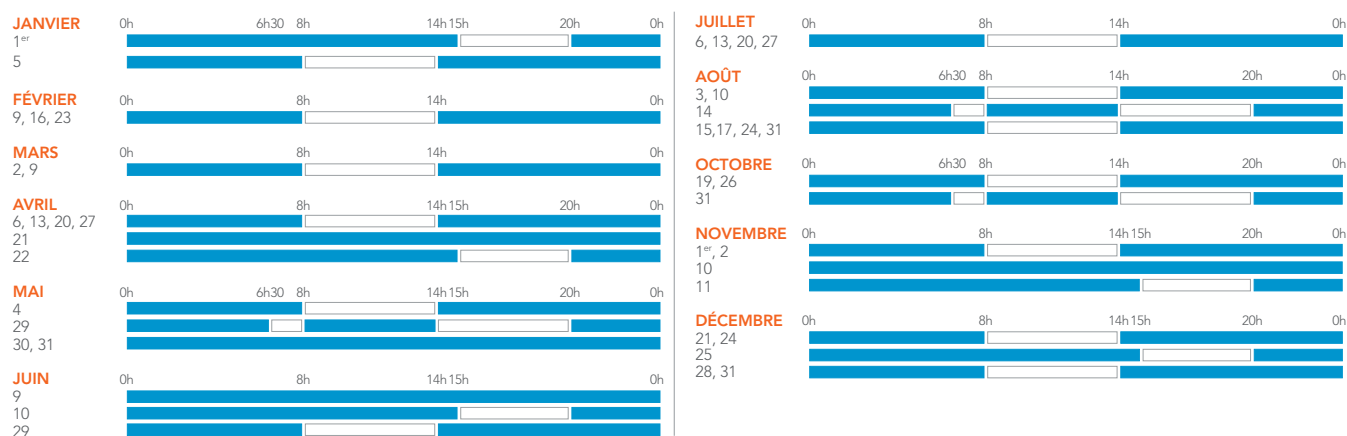 JANVIER 0h 6h30 8h 14h 15h 20h 0h
1er
5
FÉVRIER 0h 8h 14h 0h
9, 16, 23
MARS 0h 8h 14h 0h
2, 9
AVRIL 0h 8h 14h 15h 20h 0h
6, 13, 20, 27
21
22
MAI 0h 6h30 8h 14h 15h 20h 0h
4
29
30, 31
JUIN 0h 8h 14h 15h 0h
9
10
29
JUILLET 0h 8h 14h 0h
6, 13, 20, 27
AOÛT 0h 6h30 8h 14h 20h 0h
3, 10
14
15,17, 24, 31
OCTOBRE 0h 6h30 8h 14h 20h 0h
19, 26
31
NOVEMBRE 0h 8h 14h 15h 20h 0h
1er, 2
10
11
DÉCEMBRE 0h 8h 14h 15h 20h 0h
21, 24
25
28, 31